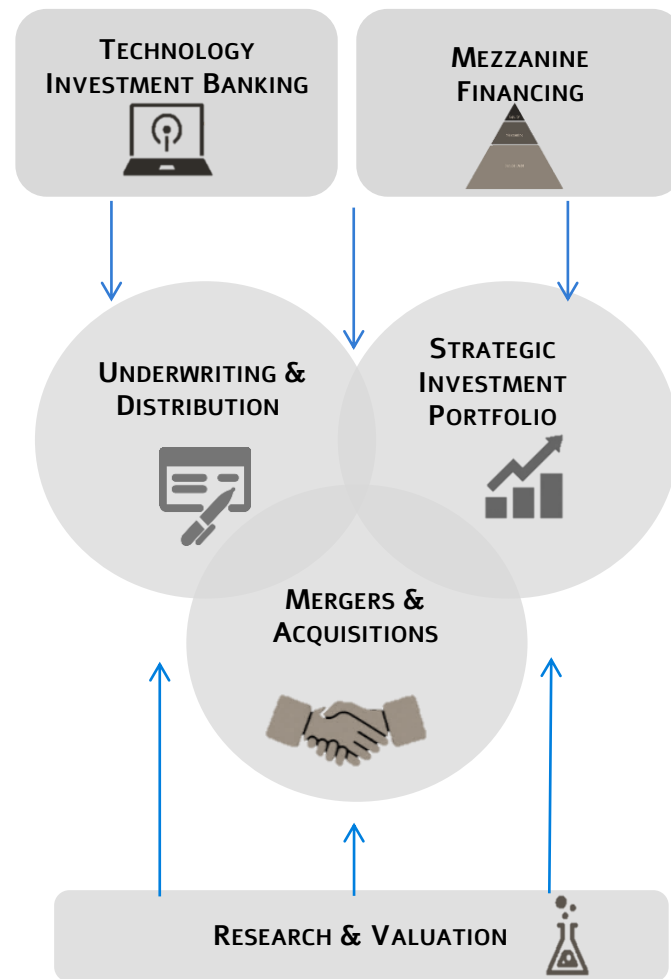 TECHNOLOGY
INVESTMENT BANKING
MEZZANINE
FINANCING
UNDERWRITING &
DISTRIBUTION
STRATEGIC
INVESTMENT
PORTFOLIO
MERGERS &
ACQUISITIONS
RESEARCH & VALUATION